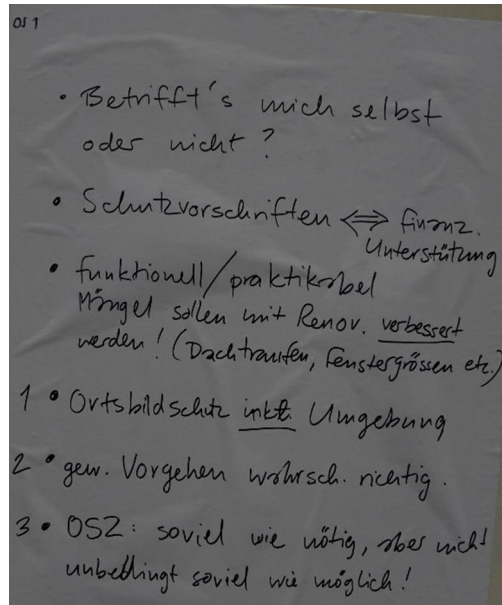 OS 1
• Betrifft's mich selbst
oder nicht?
• Schutzvorschriften ⟺ finanz.
Unterstützung
• funktionell/praktikabel
Mängel sollen mit Renov. verbessert
werden! (Dachtraufen, Fenstergrössen etc.)
1 • Ortsbildschutz inkl. Umgebung
2 • gew. Vorgehen wahrsch. richtig.
3 • OSZ: soviel wie nötig, aber nicht
unbedingt soviel wie möglich!